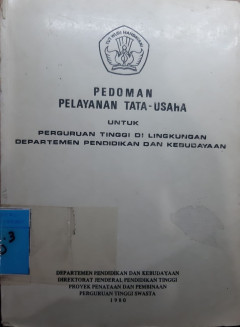 TUT WURI HANDAYANI
PEDOMAN
PELAYANAN TATA-USAHA
UNTUK
PERGURUAN TINGGI DI LINGKUNGAN
DEPARTEMEN PENDIDIKAN DAN KEBUDAYAAN
DEPARTEMEN PENDIDIKAN DAN KEBUDAYAAN
DIREKTORAT JENDERAL PENDIDIKAN TINGGI
PROYEK PENATAAN DAN PEMBINAAN
PERGURUAN TINGGI SWASTA
1980